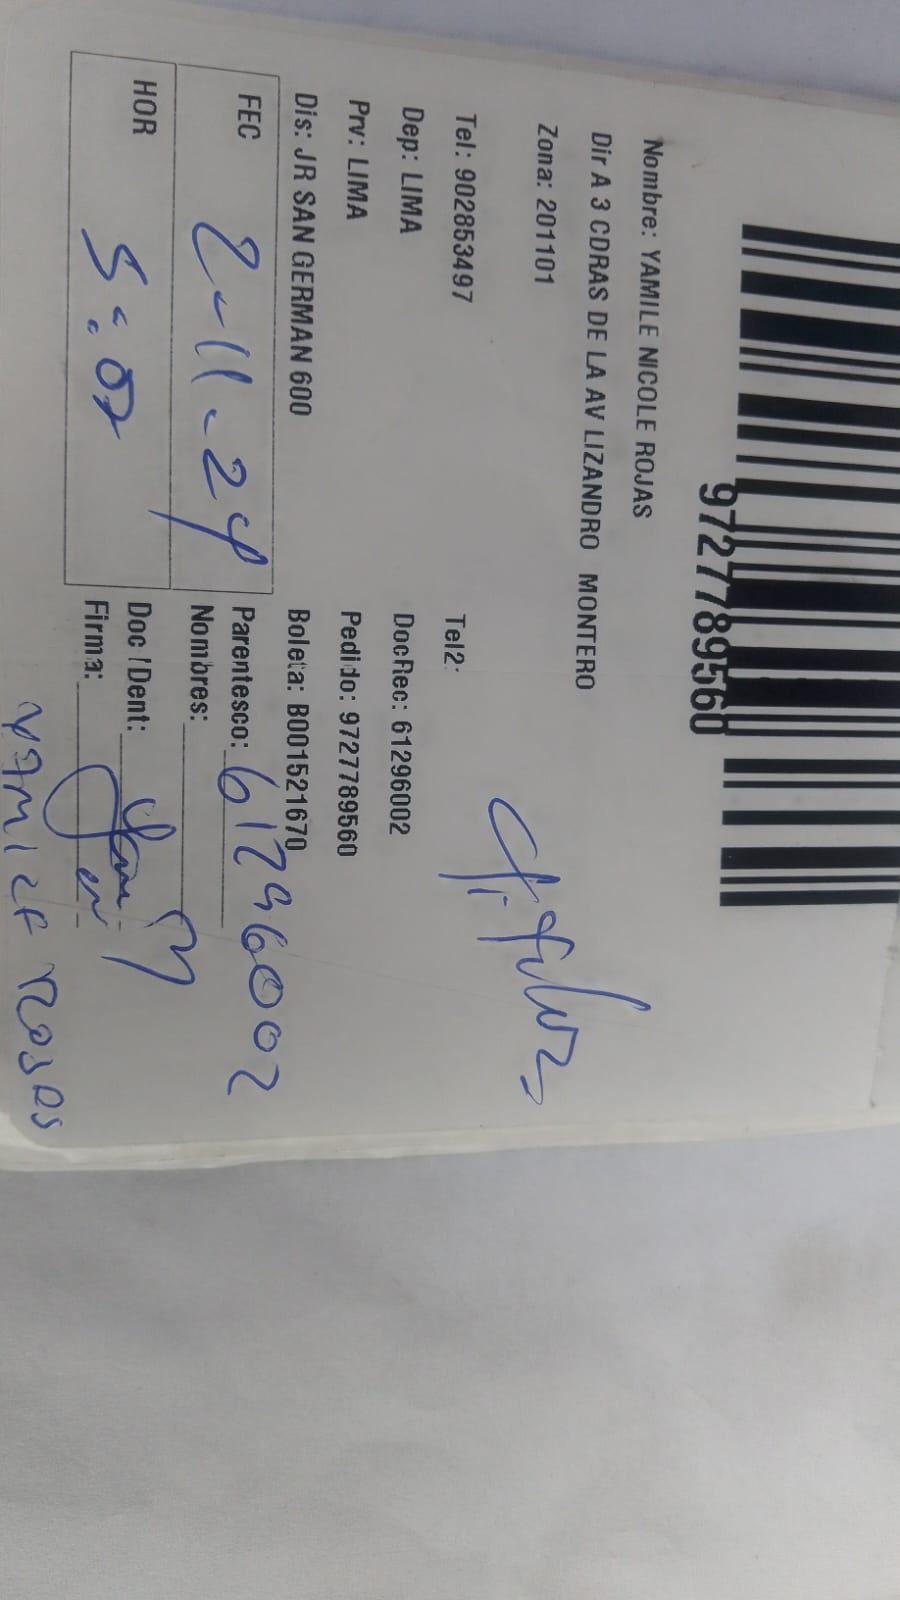 9727789560
Nombre: YAMILE NICOLE ROJAS
Dir A 3 CDRAS DE LA AV LIZANDRO MONTERO
Zona: 201101
Tel: 902853497 Tel2:
Dep: LIMA DocRec: 61296002
Prv: LIMA Pedido: 9727789560
Dis: JR SAN GERMAN 600 Boleta: B001521670
FEC 2-11-24 Parentesco: 61296002
Nombres:
HOR 5:07 Doc IDent:
Firma:
YAMILE ROJAS